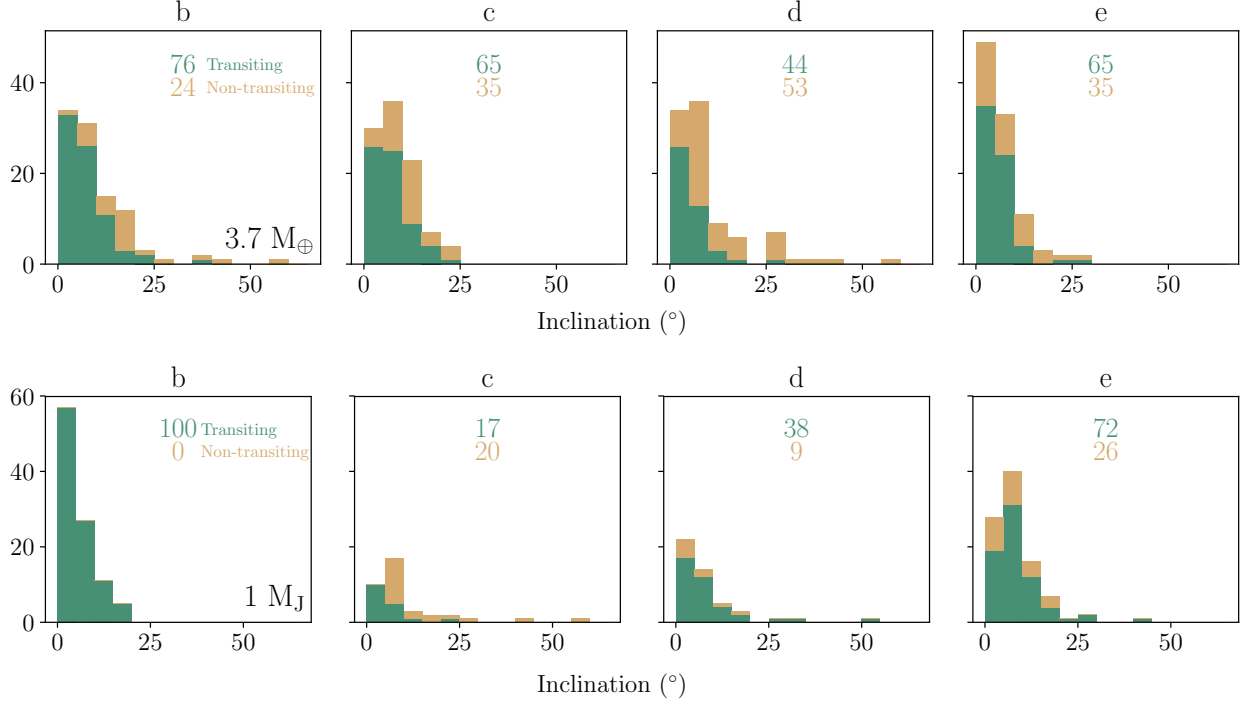 b c d e
76 Transiting 65 44 65
24 Non-transiting 35 53 35
40
20
0
3.7 M⊕
0 25 50 0 25 50 0 25 50 0 25 50
Inclination (°)
b c d e
60
100 Transiting 17 38 72
0 Non-transiting 20 9 26
40
20
0
1 M_J
0 25 50 0 25 50 0 25 50 0 25 50
Inclination (°)